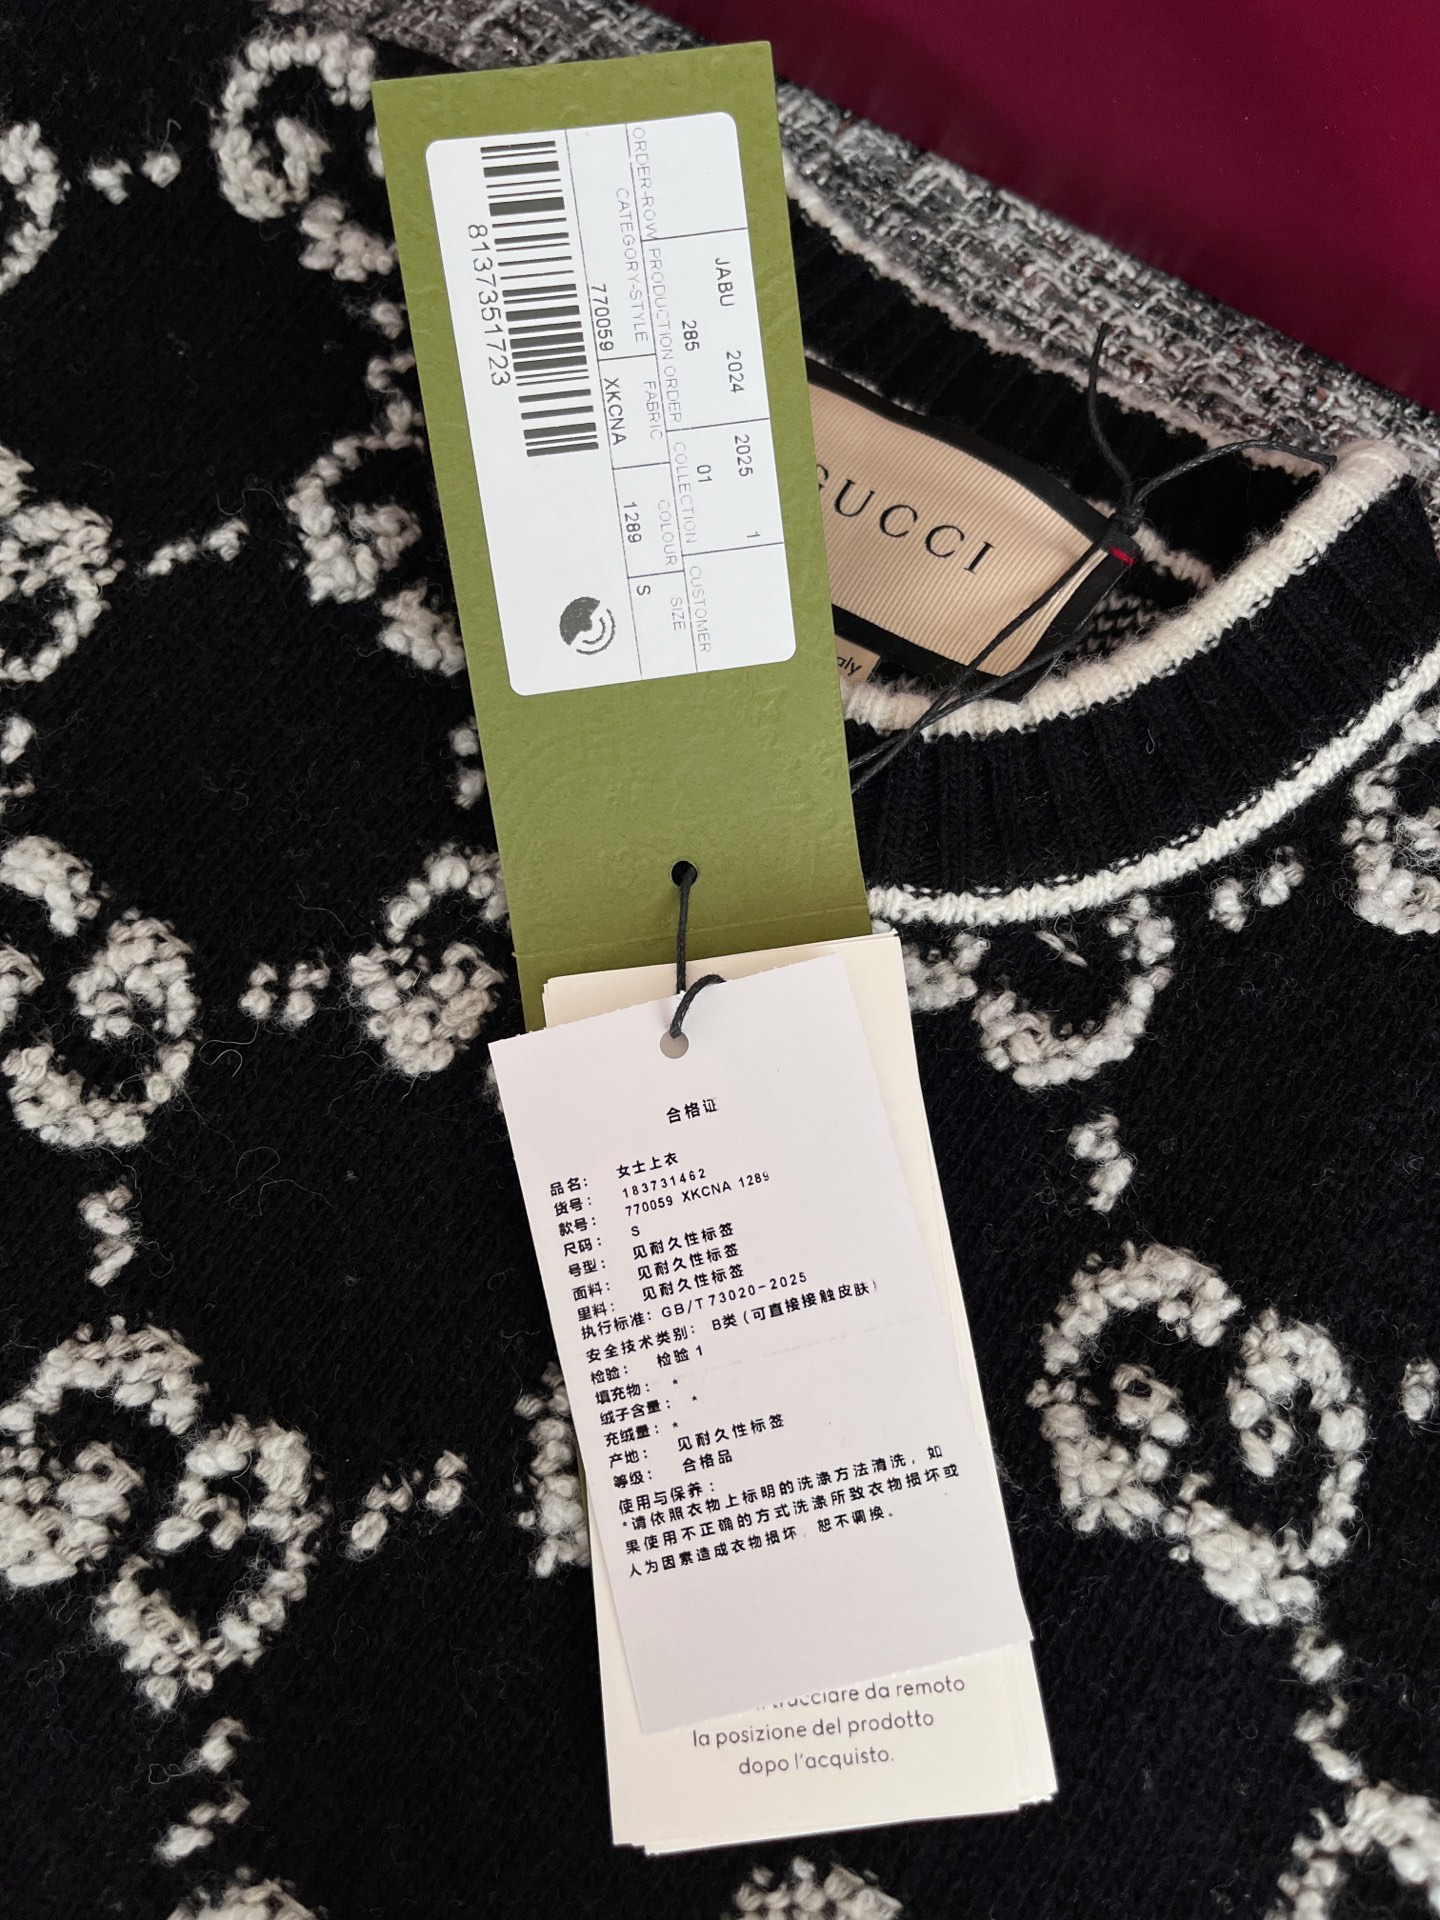 JABU 2024 2025 1
285 01
ORDER-ROW PRODUCTION ORDER COLLECTION CUSTOMER
CATEGORY-STYLE FABRIC COLOUR SIZE
770059 XKCNA 1289 S
8137351723
GUCCI
aly
合格证
品名： 女士上衣
货号： 183731462
款号： 770059 XKCNA 1289
尺码： S
号型： 见耐久性标签
面料： 见耐久性标签
里料： 见耐久性标签
执行标准：GB/T 73020-2025
安全技术类别： B类（可直接接触皮肤）
检验： 检验 1
填充物： *
绒子含量： *
充绒量： *
产地： 见耐久性标签
等级： 合格品
使用与保养：
*请依照衣物上标明的洗涤方法清洗，如
果使用不正确的方式洗涤所致衣物损坏或
人为因素造成衣物损坏，恕不调换。
tracciare da remoto
la posizione del prodotto
dopo l'acquisto.